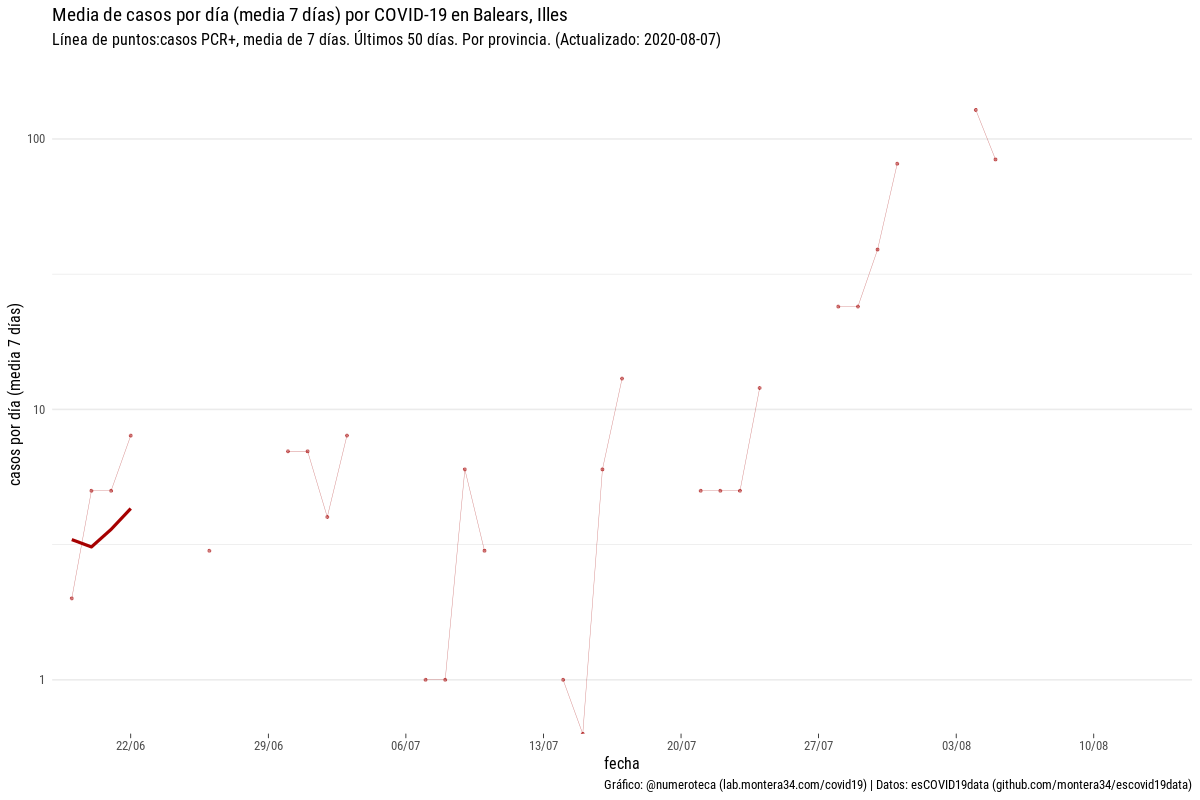 Media de casos por día (media 7 días) por COVID-19 en Balears, Illes
Línea de puntos:casos PCR+, media de 7 días. Últimos 50 días. Por provincia. (Actualizado: 2020-08-07)
casos por día (media 7 días)
100
10
1
22/06
29/06
06/07
13/07
20/07
27/07
03/08
10/08
fecha
Gráfico: @numeroteca (lab.montera34.com/covid19) | Datos: esCOVID19data (github.com/montera34/escovid19data)